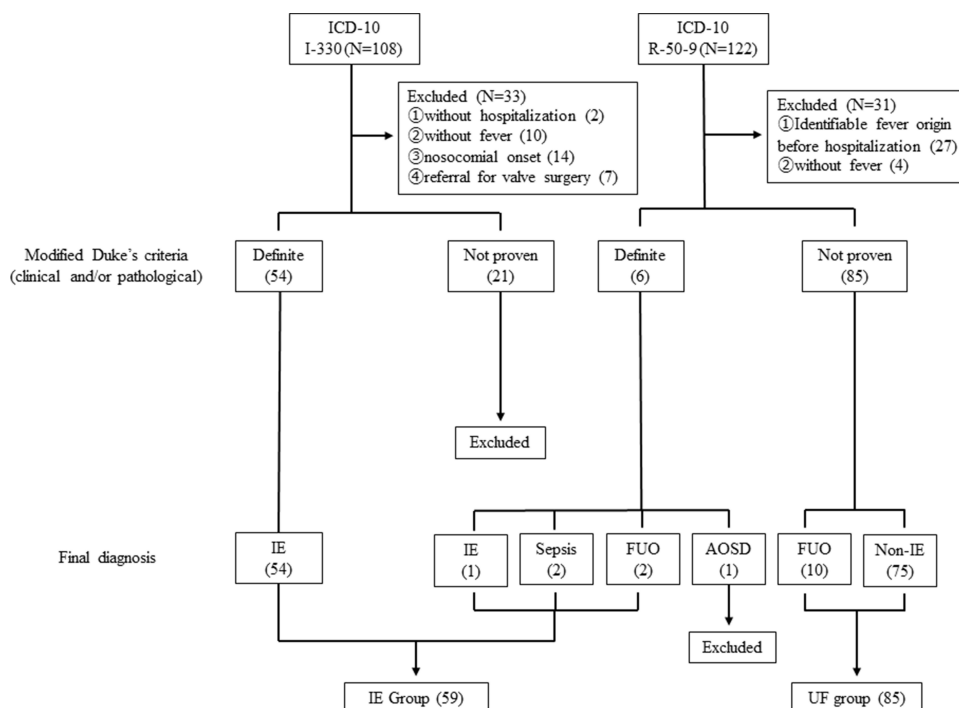 ICD-10
I-330 (N=108)
ICD-10
R-50-9 (N=122)
Excluded (N=33)
①without hospitalization (2)
②without fever (10)
③nosocomial onset (14)
④referral for valve surgery (7)
Excluded (N=31)
①Identifiable fever origin
before hospitalization (27)
②without fever (4)
Modified Duke's criteria
(clinical and/or pathological)
Definite
(54)
Not proven
(21)
Definite
(6)
Not proven
(85)
Excluded
Final diagnosis
IE
(54)
IE
(1)
Sepsis
(2)
FUO
(2)
AOSD
(1)
FUO
(10)
Non-IE
(75)
Excluded
IE Group (59)
UF group (85)